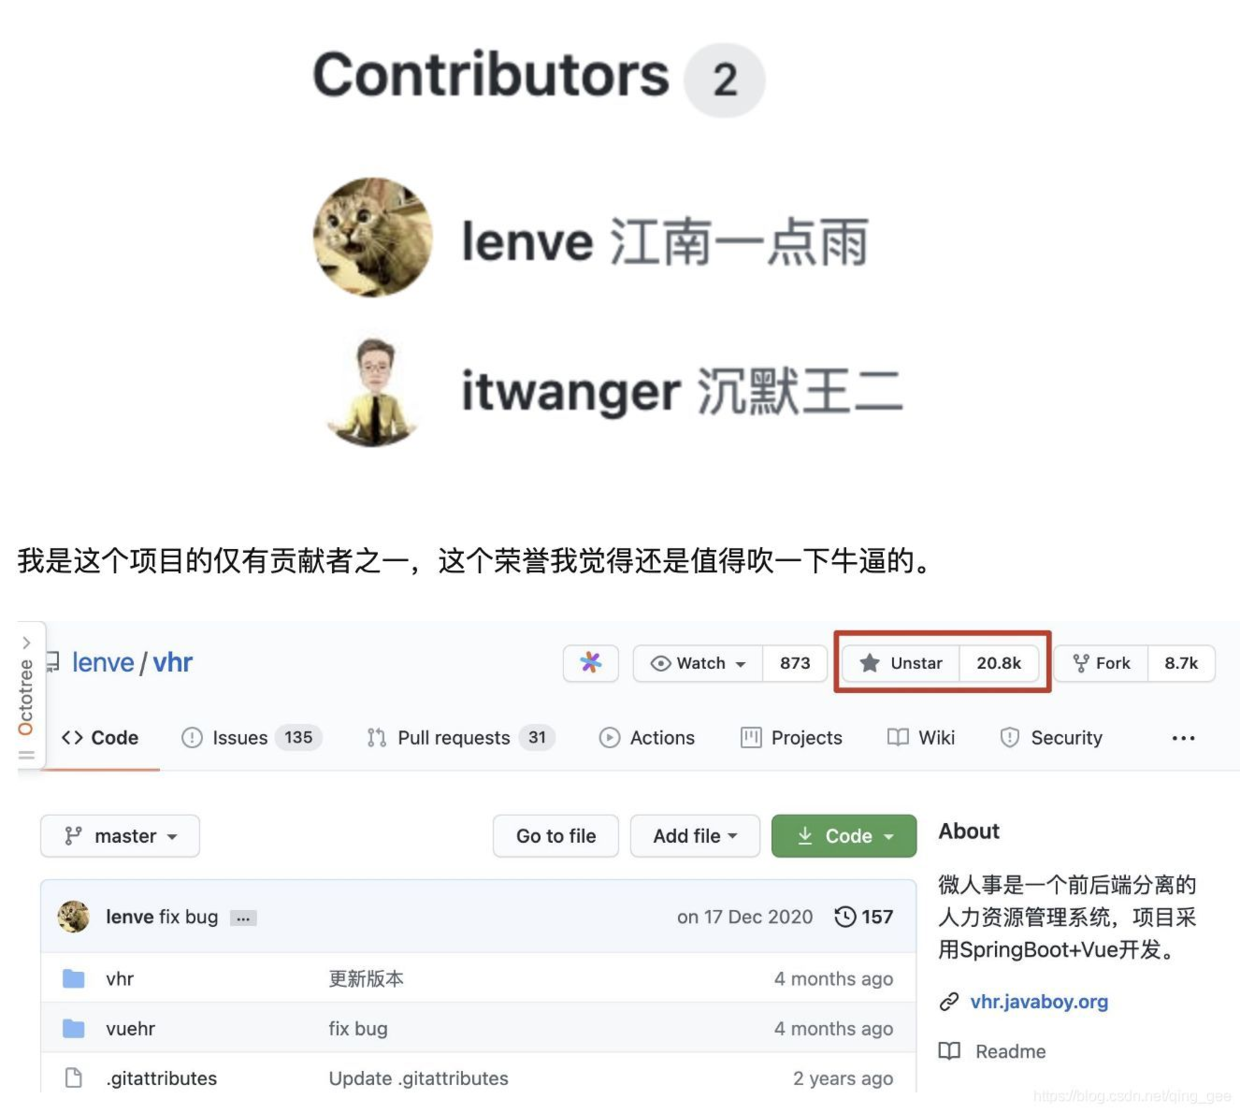 Contributors 2
lenve 江南一点雨
itwanger 沉默王二
我是这个项目的仅有贡献者之一，这个荣誉我觉得还是值得吹一下牛逼的。
Octotree
lenve / vhr
Watch 873
Unstar 20.8k
Fork 8.7k
Code
Issues 135
Pull requests 31
Actions
Projects
Wiki
Security
...
master
Go to file
Add file
Code
lenve fix bug ... on 17 Dec 2020 157
vhr 更新版本 4 months ago
vuehr fix bug 4 months ago
.gitattributes Update .gitattributes 2 years ago
About
微人事是一个前后端分离的
人力资源管理系统，项目采
用SpringBoot+Vue开发。
vhr.javaboy.org
Readme
https://blog.csdn.net/qing_gee